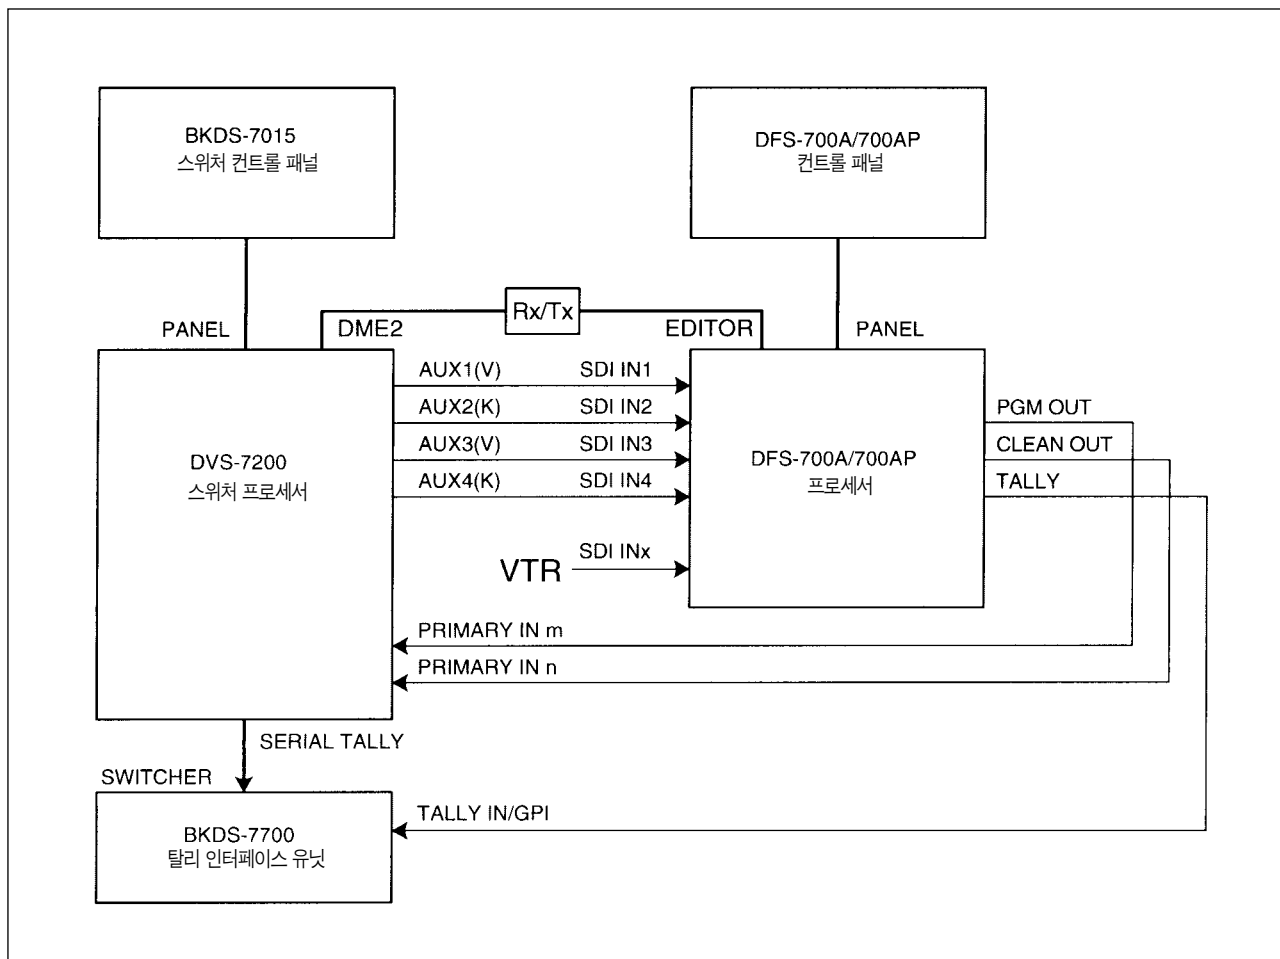 BKDS-7015
스위처 컨트롤 패널
DFS-700A/700AP
컨트롤 패널
Rx/Tx
PANEL
DME2
EDITOR
PANEL
AUX1(V)
SDI IN1
AUX2(K)
SDI IN2
AUX3(V)
SDI IN3
AUX4(K)
SDI IN4
DVS-7200
스위처 프로세서
DFS-700A/700AP
프로세서
PGM OUT
CLEAN OUT
TALLY
VTR
SDI INx
PRIMARY IN m
PRIMARY IN n
SERIAL TALLY
SWITCHER
BKDS-7700
탈리 인터페이스 유닛
TALLY IN/GPI